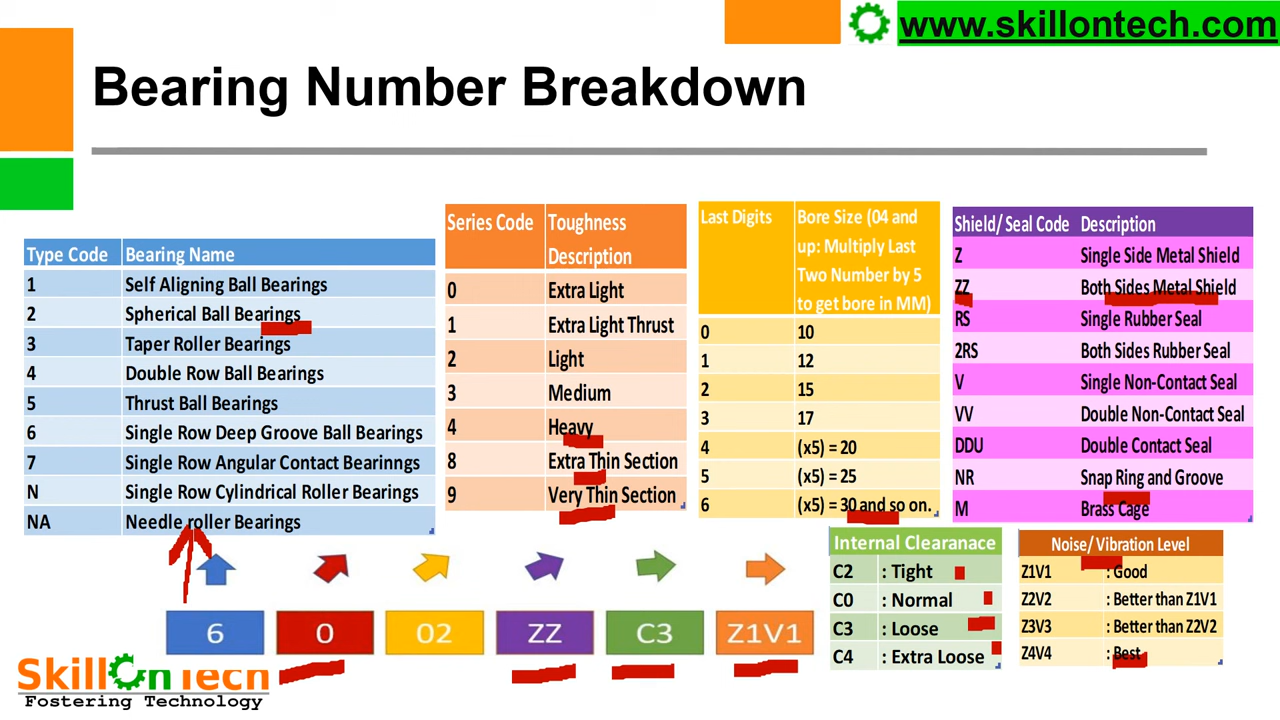 www.skillontech.com
Bearing Number Breakdown
Type Code Bearing Name
1 Self Aligning Ball Bearings
2 Spherical Ball Bearings
3 Taper Roller Bearings
4 Double Row Ball Bearings
5 Thrust Ball Bearings
6 Single Row Deep Groove Ball Bearings
7 Single Row Angular Contact Bearinngs
N Single Row Cylindrical Roller Bearings
NA Needle roller Bearings
Series Code Toughness
Description
0 Extra Light
1 Extra Light Thrust
2 Light
3 Medium
4 Heavy
8 Extra Thin Section
9 Very Thin Section
Last Digits Bore Size (04 and
up: Multiply Last
Two Number by 5
to get bore in MM)
0 10
1 12
2 15
3 17
4 (x5) = 20
5 (x5) = 25
6 (x5) = 30 and so on.
Shield/ Seal Code Description
Z Single Side Metal Shield
ZZ Both Sides Metal Shield
RS Single Rubber Seal
2RS Both Sides Rubber Seal
V Single Non-Contact Seal
VV Double Non-Contact Seal
DDU Double Contact Seal
NR Snap Ring and Groove
M Brass Cage
Internal Clearanace
C2 : Tight
C0 : Normal
C3 : Loose
C4 : Extra Loose
Noise/ Vibration Level
Z1V1 : Good
Z2V2 : Better than Z1V1
Z3V3 : Better than Z2V2
Z4V4 : Best
6 0 02 ZZ C3 Z1V1
SkillOnTech
Fostering Technology